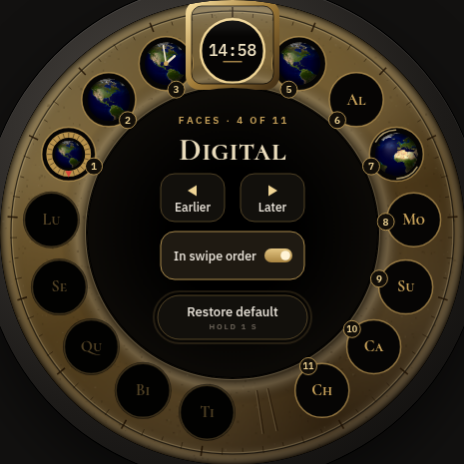 14:58
3
5
2
AL
6
1
7
FACES · 4 OF 11
DIGITAL
Earlier
Later
LU
8
MO
In swipe order
SE
9
SU
Restore default
HOLD 1 S
QU
10
CA
BI
11
CH
TI